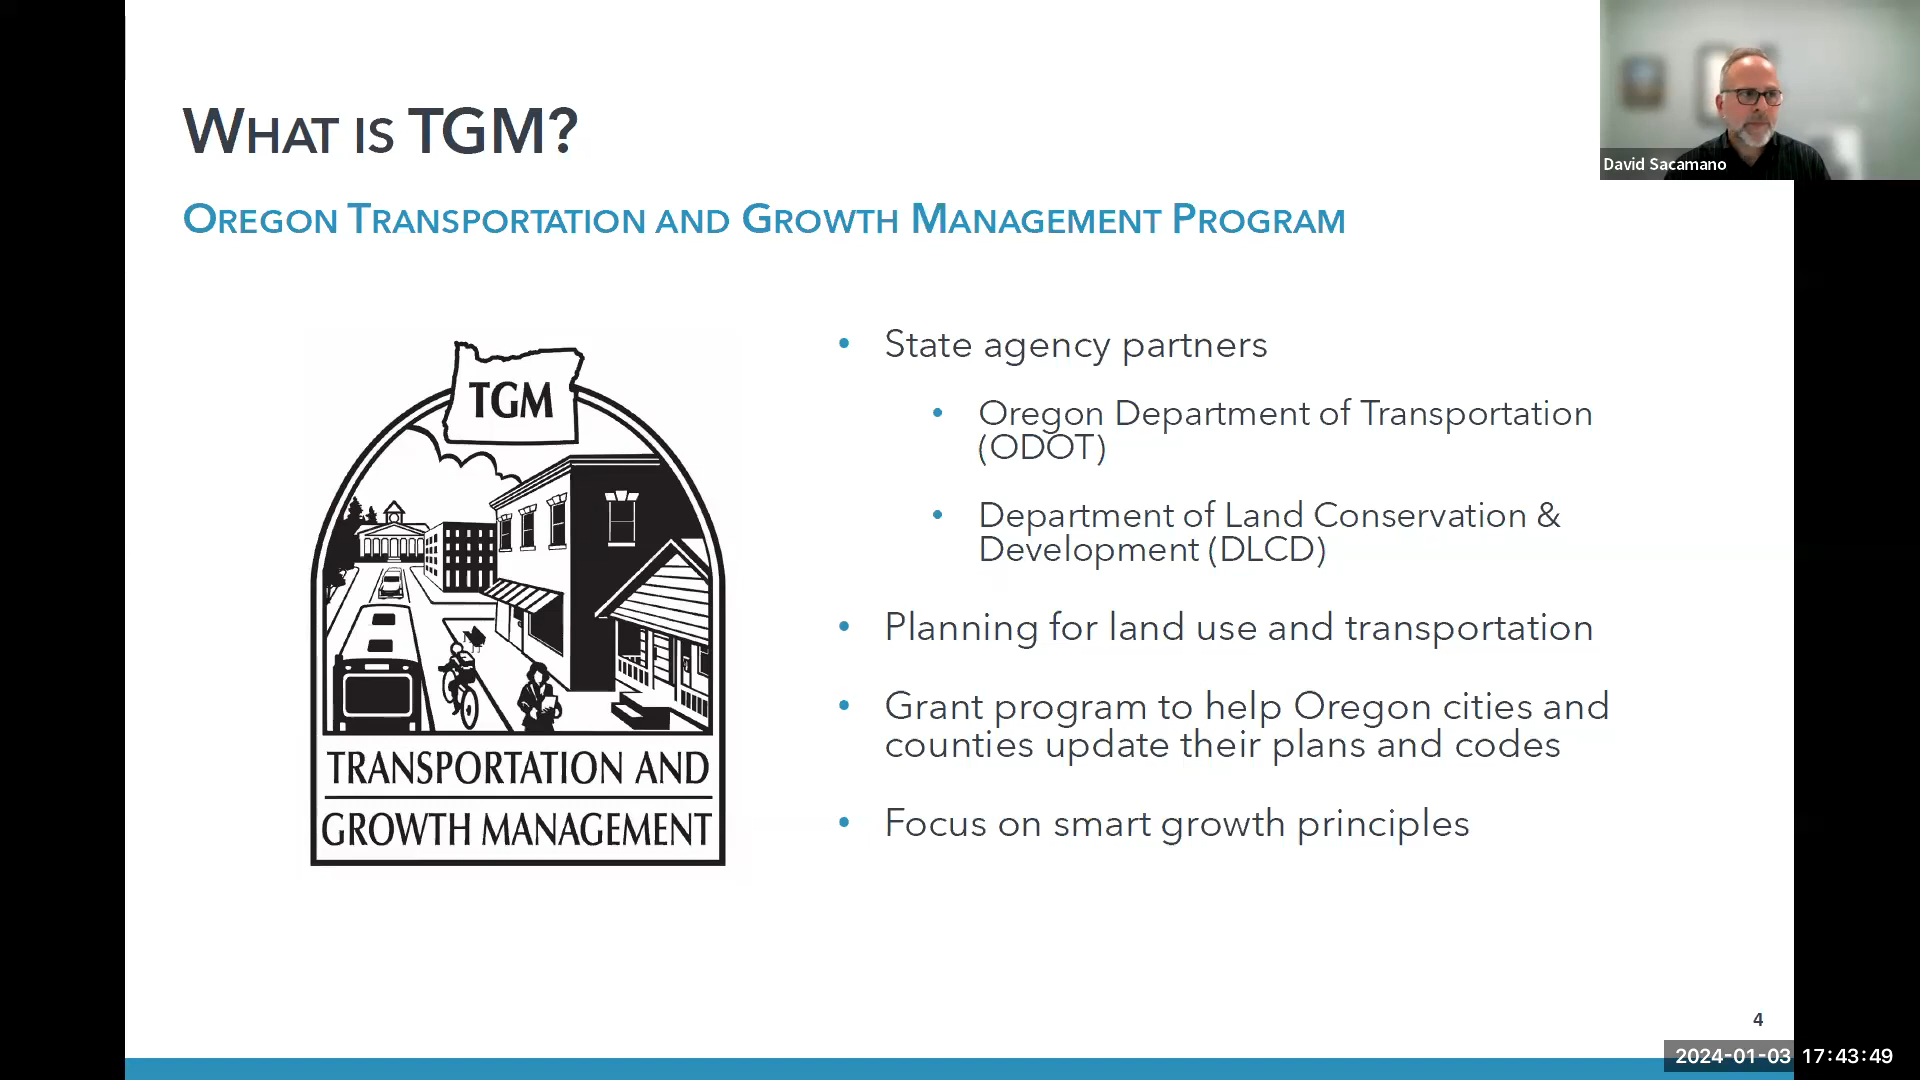 WHAT IS TGM?
OREGON TRANSPORTATION AND GROWTH MANAGEMENT PROGRAM
David Sacamano
TGM
TRANSPORTATION AND
GROWTH MANAGEMENT
• State agency partners
• Oregon Department of Transportation
(ODOT)
• Department of Land Conservation &
Development (DLCD)
• Planning for land use and transportation
• Grant program to help Oregon cities and
counties update their plans and codes
• Focus on smart growth principles
4
2024-01-03 17:43:49